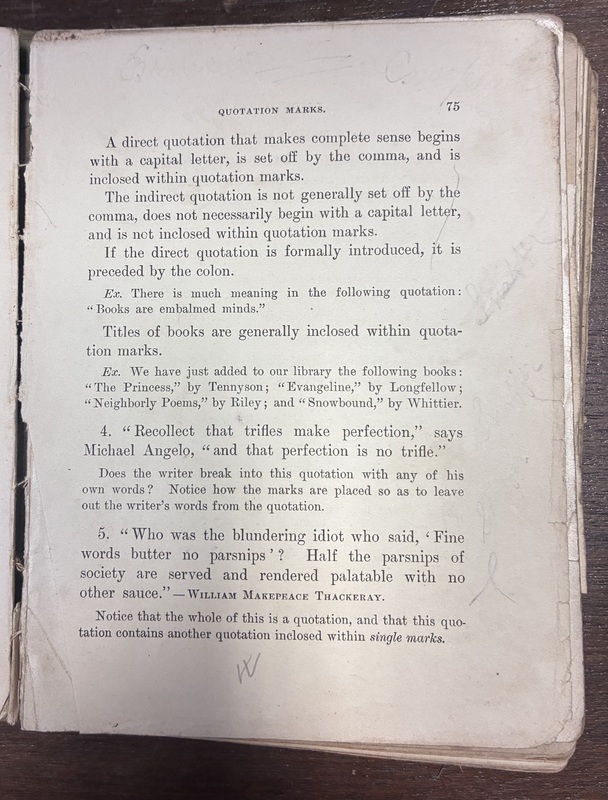 QUOTATION MARKS. 75
A direct quotation that makes complete sense begins
with a capital letter, is set off by the comma, and is
inclosed within quotation marks.
The indirect quotation is not generally set off by the
comma, does not necessarily begin with a capital letter,
and is not inclosed within quotation marks.
If the direct quotation is formally introduced, it is
preceded by the colon.
Ex. There is much meaning in the following quotation:
“Books are embalmed minds.”
Titles of books are generally inclosed within quota-
tion marks.
Ex. We have just added to our library the following books:
“The Princess,” by Tennyson; “Evangeline,” by Longfellow;
“Neighborly Poems,” by Riley; and “Snowbound,” by Whittier.
4. “Recollect that trifles make perfection,” says
Michael Angelo, “and that perfection is no trifle.”
Does the writer break into this quotation with any of his
own words? Notice how the marks are placed so as to leave
out the writer’s words from the quotation.
5. “Who was the blundering idiot who said, ‘Fine
words butter no parsnips’? Half the parsnips of
society are served and rendered palatable with no
other sauce.”—WILLIAM MAKEPEACE THACKERAY.
Notice that the whole of this is a quotation, and that this quo-
tation contains another quotation inclosed within single marks.